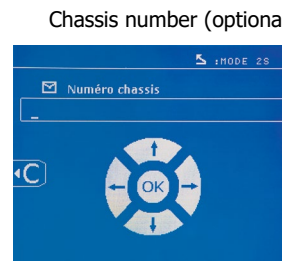 Chassis number (optiona
:MODE 2S
Numéro chassis
_
C
OK